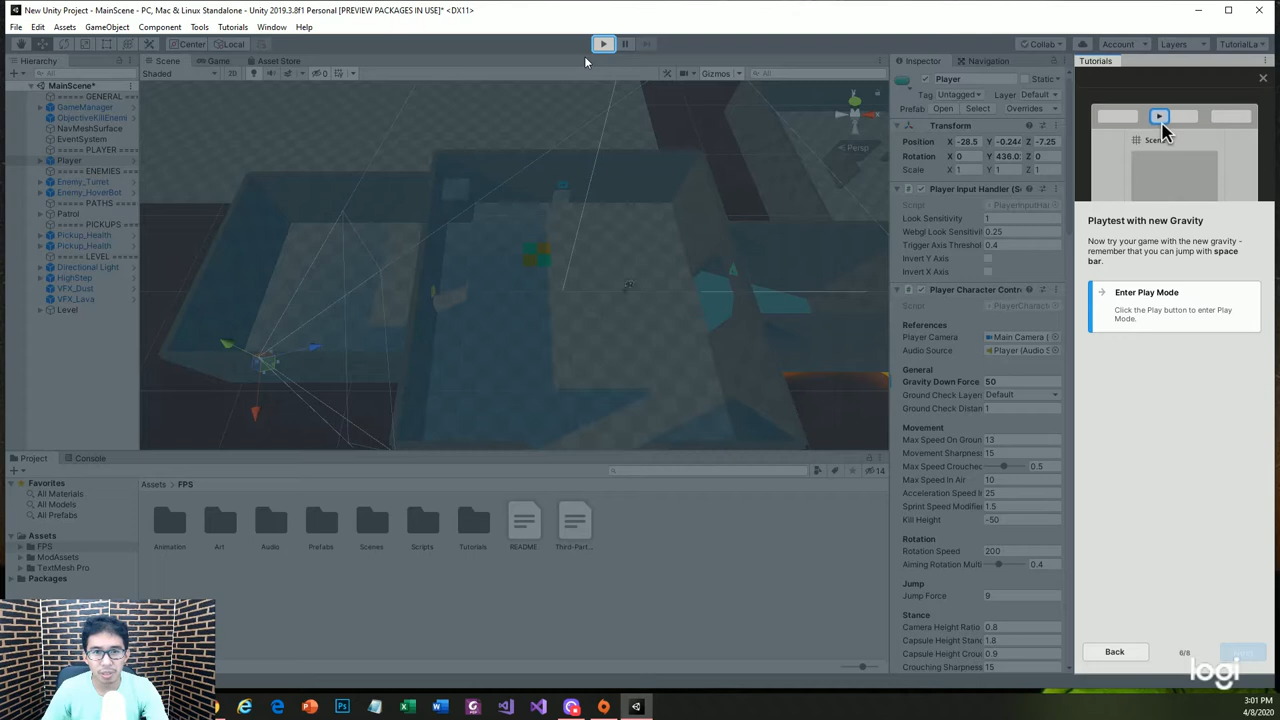 New Unity Project - MainScene - PC, Mac & Linux Standalone - Unity 2019.3.8f1 Personal [PREVIEW PACKAGES IN USE]* <DX11>
File Edit Assets GameObject Component Tools Tutorials Window Help
Center Local Collab Account Layers TutorialLa
Hierarchy
All
MainScene*
===== GENERAL
GameManager
ObjectiveKillEnemi
NavMeshSurface
EventSystem
===== PLAYER ==
Player
===== ENEMIES
Enemy_Turret
Enemy_HoverBot
===== PATHS
Patrol
===== PICKUPS
Pickup_Health
Pickup_Health
===== LEVEL
Directional Light
HighStep
VFX_Dust
VFX_Lava
Level
Scene Game Asset Store
Shaded 2D 0 Gizmos All
Persp
Inspector Navigation
Player Static
Tag Untagged Layer Default
Prefab Open Select Overrides
Transform
Position X -28.5 Y -0.244 Z -7.25
Rotation X 0 Y 436.0 Z 0
Scale X 1 Y 1 Z 1
Player Input Handler (S
Script PlayerInputHar
Look Sensitivity 1
Webgl Look Sensitivi 0.25
Trigger Axis Threshol 0.4
Invert Y Axis
Invert X Axis
Player Character Contr
Script PlayerCharacte
References
Player Camera Main Camera (
Audio Source Player (Audio S
General
Gravity Down Force 50
Ground Check Layer Default
Ground Check Distan 1
Movement
Max Speed On Groun 13
Movement Sharpness 15
Max Speed Crouched 0.5
Max Speed In Air 10
Acceleration Speed I 25
Sprint Speed Modifie 1.5
Kill Height -50
Rotation
Rotation Speed 200
Aiming Rotation Mult 0.4
Jump
Jump Force 9
Stance
Camera Height Ratio 0.8
Capsule Height Stanc 1.8
Capsule Height Crou 0.9
Crouching Sharpness 15
Tutorials
Scene
Playtest with new Gravity
Now try your game with the new gravity -
remember that you can jump with space
bar.
Enter Play Mode
Click the Play button to enter Play
Mode.
Back 6/8 Next
logi
Project Console
14
Favorites
All Materials
All Models
All Prefabs
Assets
FPS
ModAssets
TextMesh Pro
Packages
Assets > FPS
Animation Art Audio Prefabs Scenes Scripts Tutorials README Third-Part...
3:01 PM
4/8/2020